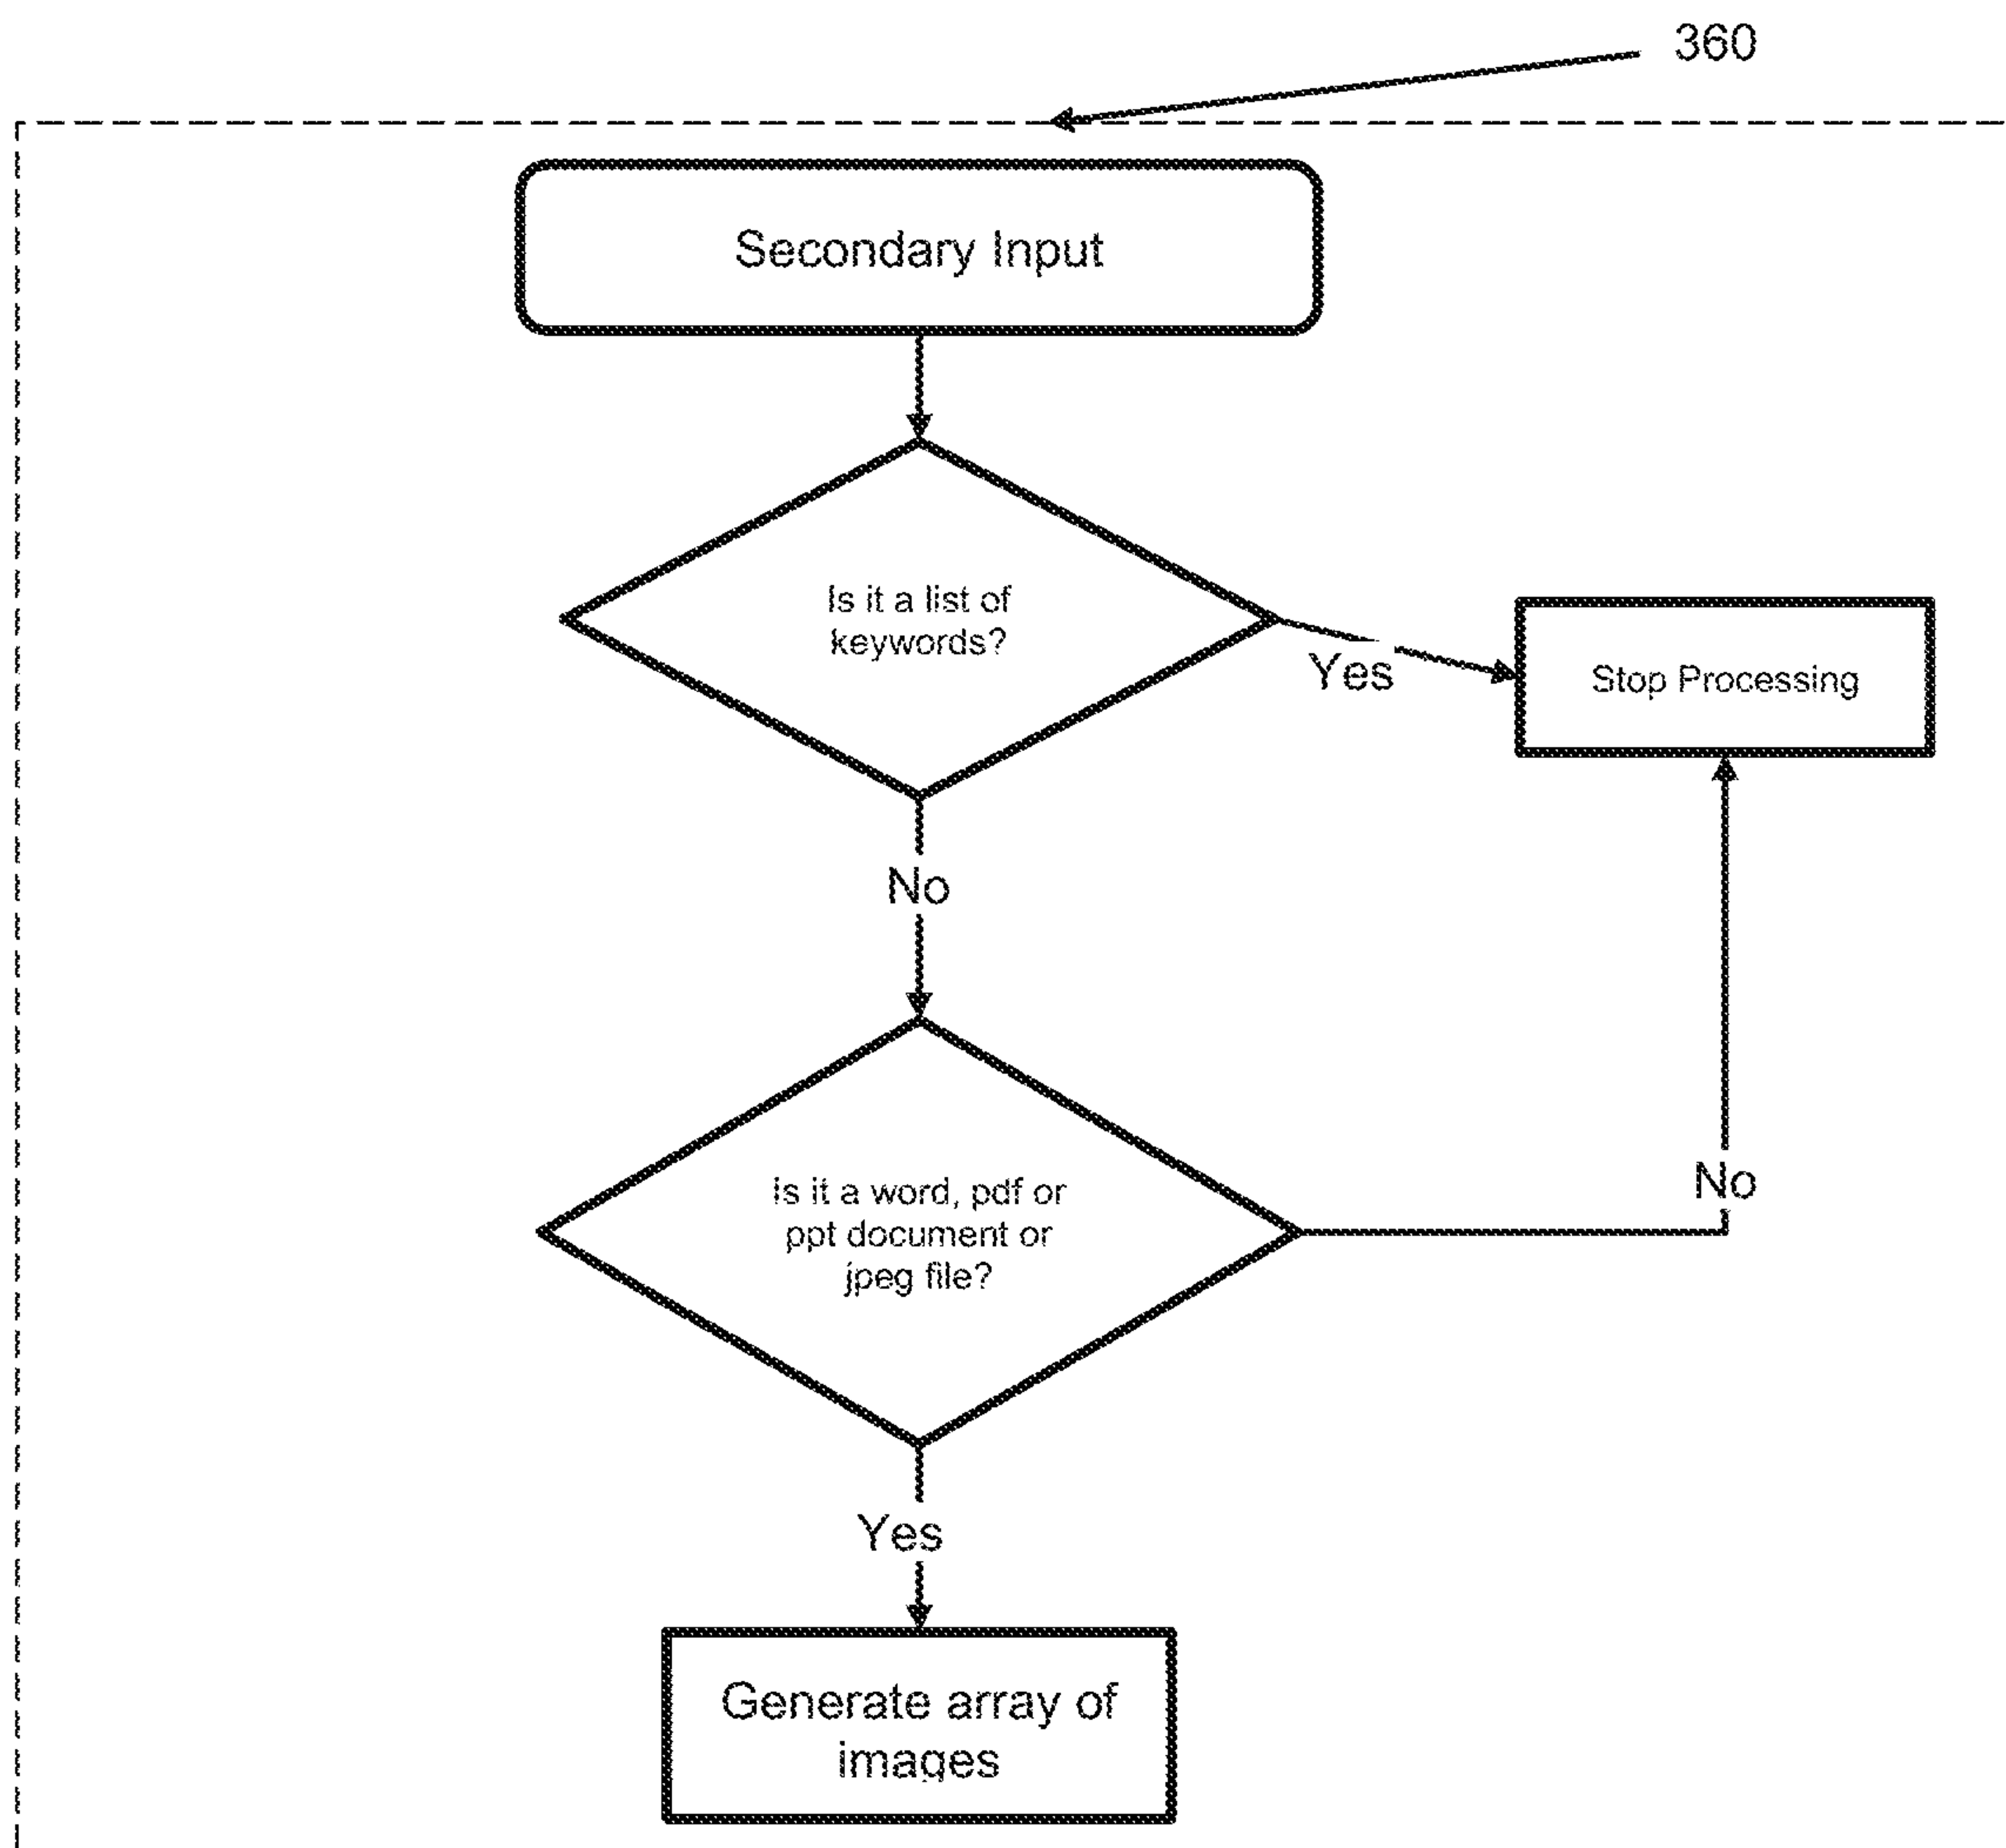 360
Secondary Input
Is it a list of
keywords?
Yes
Stop Processing
No
Is it a word, pdf or
ppt document or
jpeg file?
No
Yes
Generate array of
images